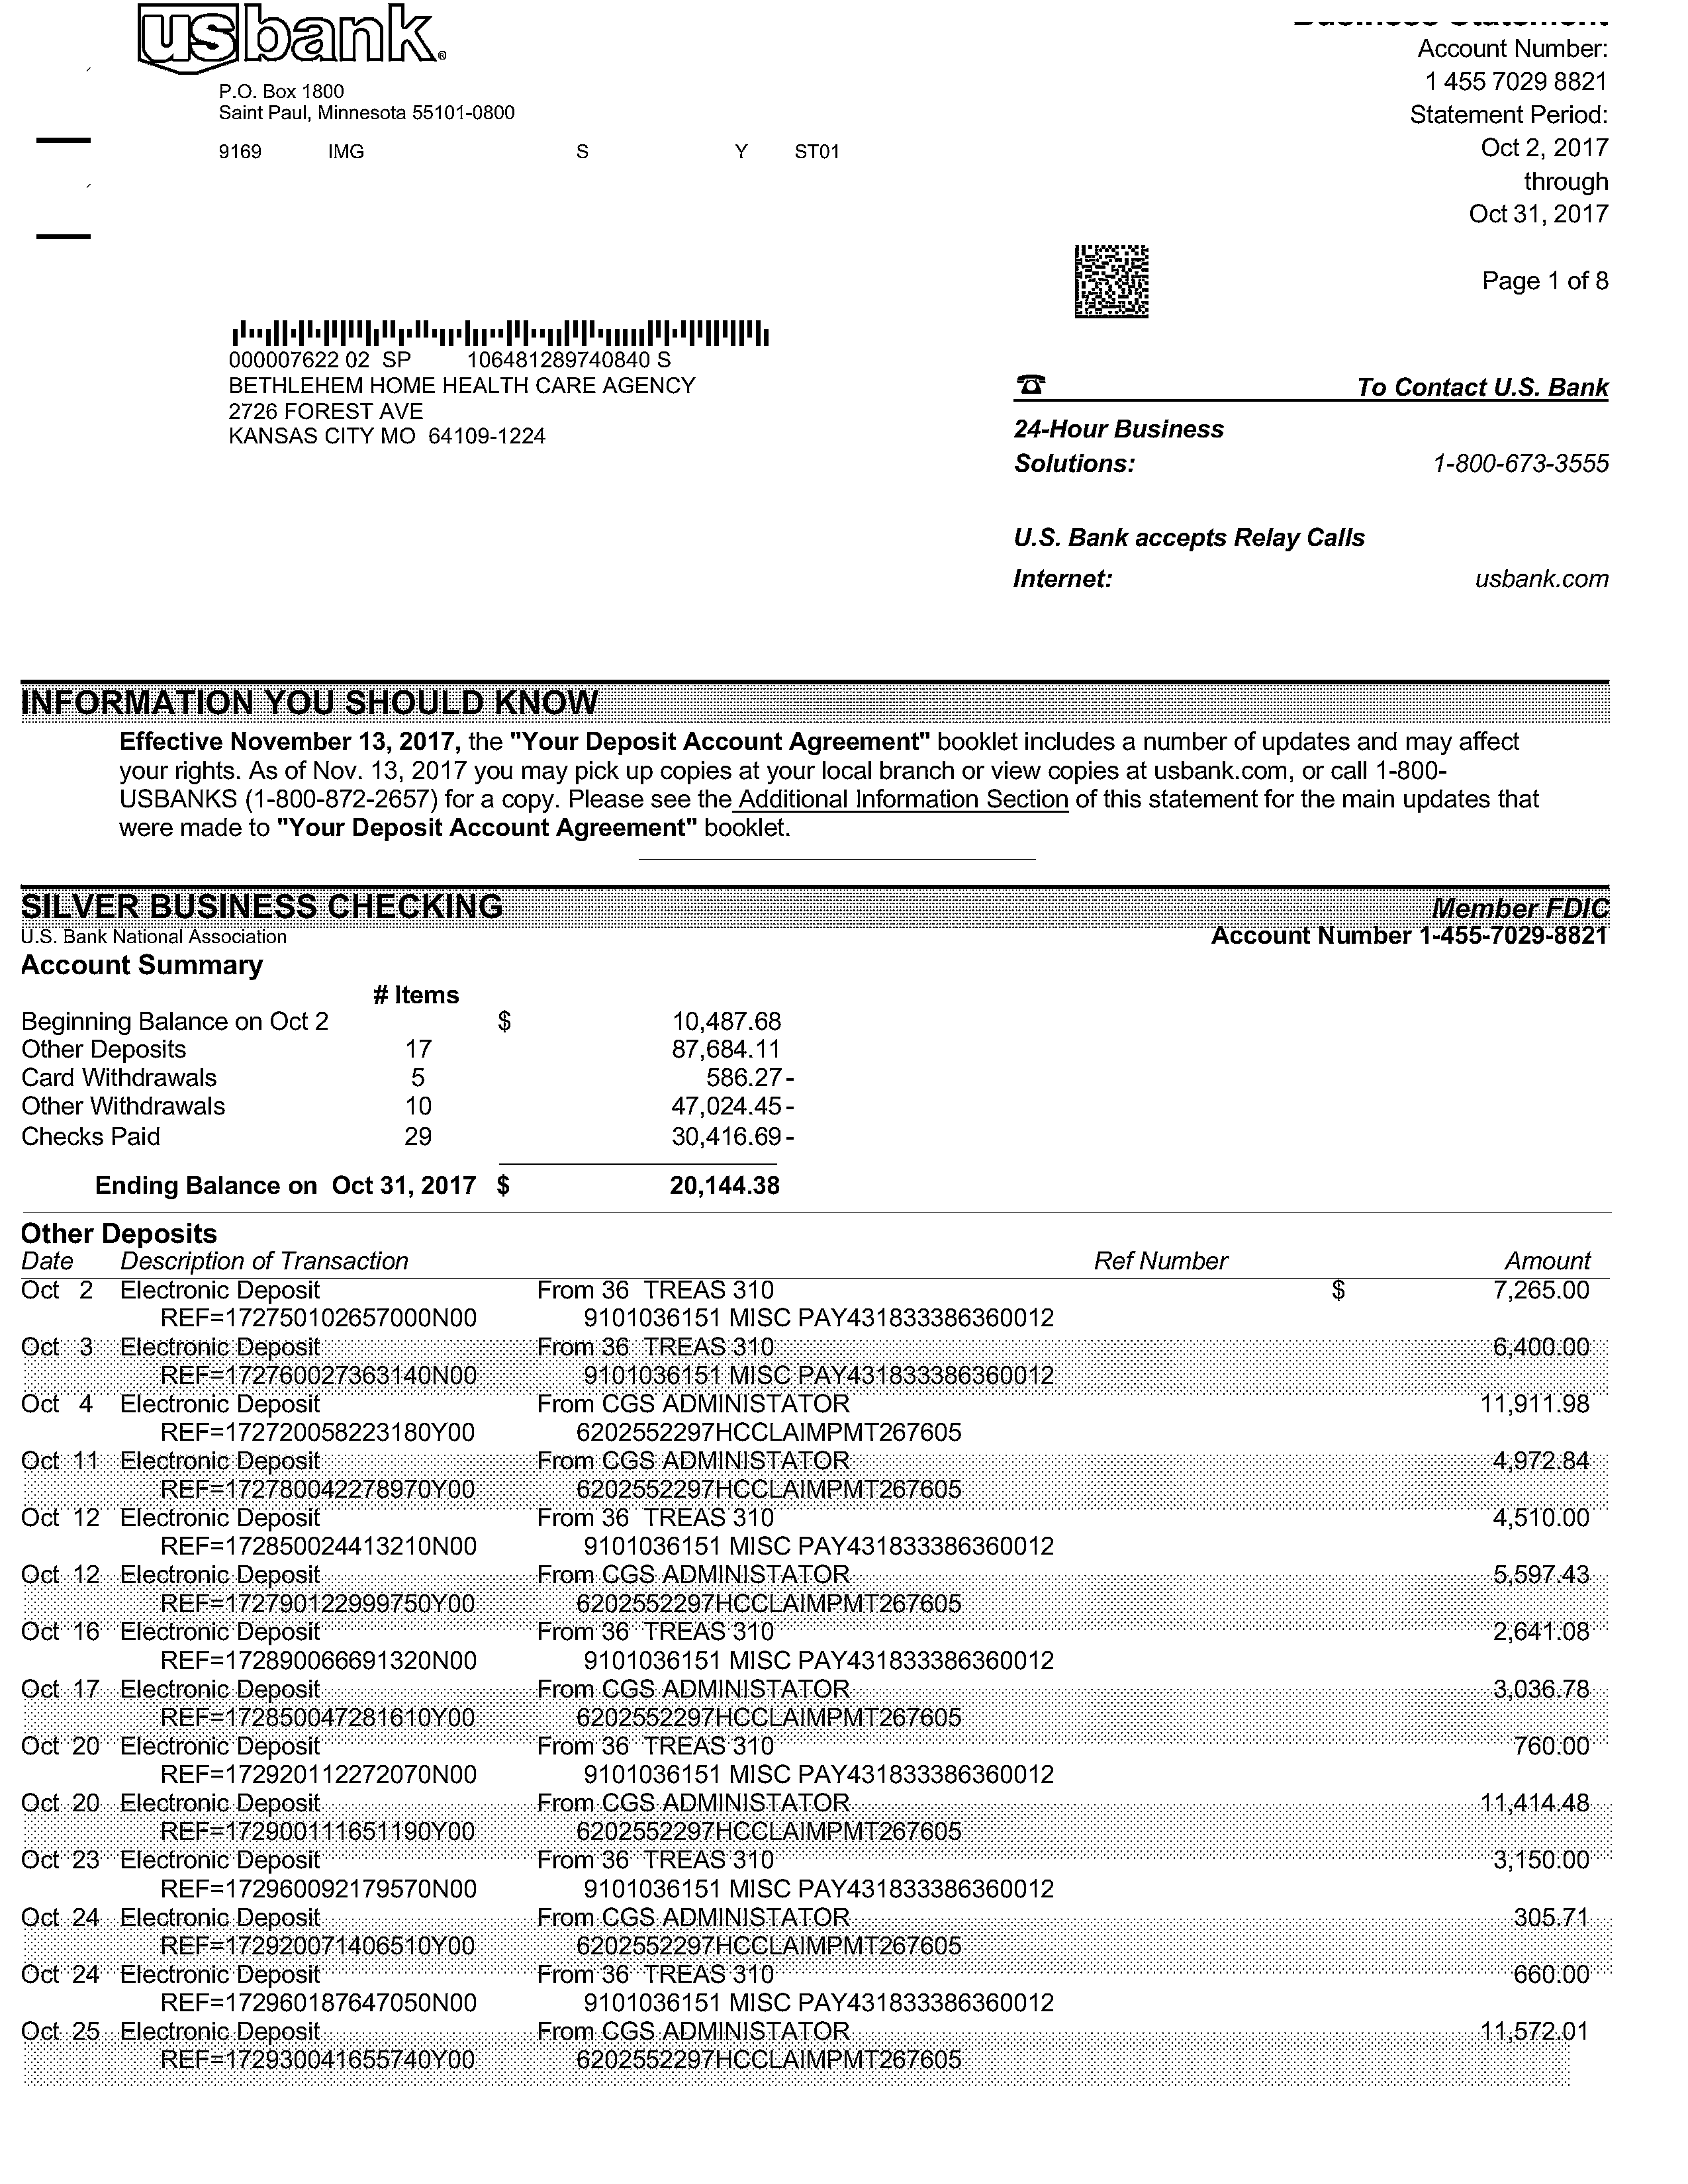 usbank®
Account Number:
P.O. Box 1800
1 455 7029 8821
Saint Paul, Minnesota 55101-0800
Statement Period:
9169 IMG S Y ST01
Oct 2, 2017
through
Oct 31, 2017
Page 1 of 8
000007622 02 SP 106481289740840 S
BETHLEHEM HOME HEALTH CARE AGENCY
2726 FOREST AVE
KANSAS CITY MO 64109-1224
☎ To Contact U.S. Bank
24-Hour Business
Solutions: 1-800-673-3555
U.S. Bank accepts Relay Calls
Internet: usbank.com
INFORMATION YOU SHOULD KNOW
Effective November 13, 2017, the "Your Deposit Account Agreement" booklet includes a number of updates and may affect
your rights. As of Nov. 13, 2017 you may pick up copies at your local branch or view copies at usbank.com, or call 1-800-
USBANKS (1-800-872-2657) for a copy. Please see the Additional Information Section of this statement for the main updates that
were made to "Your Deposit Account Agreement" booklet.
SILVER BUSINESS CHECKING Member FDIC
U.S. Bank National Association Account Number 1-455-7029-8821
Account Summary
# Items
Beginning Balance on Oct 2 $ 10,487.68
Other Deposits 17 87,684.11
Card Withdrawals 5 586.27-
Other Withdrawals 10 47,024.45-
Checks Paid 29 30,416.69-
Ending Balance on Oct 31, 2017 $ 20,144.38
Other Deposits
Date Description of Transaction Ref Number Amount
Oct 2 Electronic Deposit From 36 TREAS 310 $ 7,265.00
REF=172750102657000N00 9101036151 MISC PAY431833386360012
Oct 3 Electronic Deposit From 36 TREAS 310 6,400.00
REF=172760027363140N00 9101036151 MISC PAY431833386360012
Oct 4 Electronic Deposit From CGS ADMINISTATOR 11,911.98
REF=172720058223180Y00 6202552297HCCLAIMPMT267605
Oct 11 Electronic Deposit From CGS ADMINISTATOR 4,972.84
REF=172780042278970Y00 6202552297HCCLAIMPMT267605
Oct 12 Electronic Deposit From 36 TREAS 310 4,510.00
REF=172850024413210N00 9101036151 MISC PAY431833386360012
Oct 12 Electronic Deposit From CGS ADMINISTATOR 5,597.43
REF=172790122999750Y00 6202552297HCCLAIMPMT267605
Oct 16 Electronic Deposit From 36 TREAS 310 2,641.08
REF=172890066691320N00 9101036151 MISC PAY431833386360012
Oct 17 Electronic Deposit From CGS ADMINISTATOR 3,036.78
REF=172850047281610Y00 6202552297HCCLAIMPMT267605
Oct 20 Electronic Deposit From 36 TREAS 310 760.00
REF=172920112272070N00 9101036151 MISC PAY431833386360012
Oct 20 Electronic Deposit From CGS ADMINISTATOR 11,414.48
REF=172900111651190Y00 6202552297HCCLAIMPMT267605
Oct 23 Electronic Deposit From 36 TREAS 310 3,150.00
REF=172960092179570N00 9101036151 MISC PAY431833386360012
Oct 24 Electronic Deposit From CGS ADMINISTATOR 305.71
REF=172920071406510Y00 6202552297HCCLAIMPMT267605
Oct 24 Electronic Deposit From 36 TREAS 310 660.00
REF=172960187647050N00 9101036151 MISC PAY431833386360012
Oct 25 Electronic Deposit From CGS ADMINISTATOR 11,572.01
REF=172930041655740Y00 6202552297HCCLAIMPMT267605